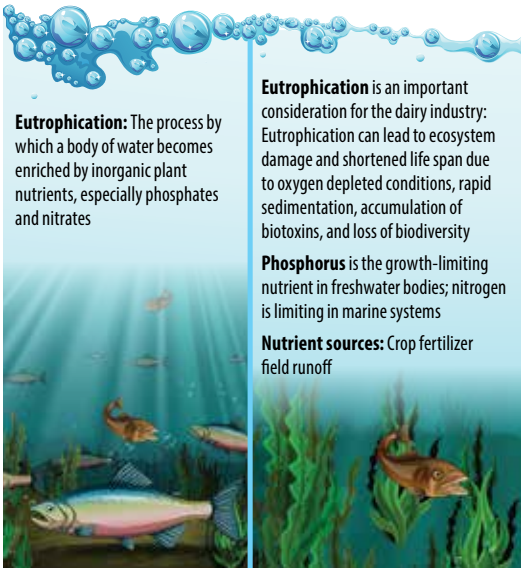 Eutrophication: The process by
which a body of water becomes
enriched by inorganic plant
nutrients, especially phosphates
and nitrates
Eutrophication is an important
consideration for the dairy industry:
Eutrophication can lead to ecosystem
damage and shortened life span due
to oxygen depleted conditions, rapid
sedimentation, accumulation of
biotoxins, and loss of biodiversity
Phosphorus is the growth-limiting
nutrient in freshwater bodies; nitrogen
is limiting in marine systems
Nutrient sources: Crop fertilizer
field runoff